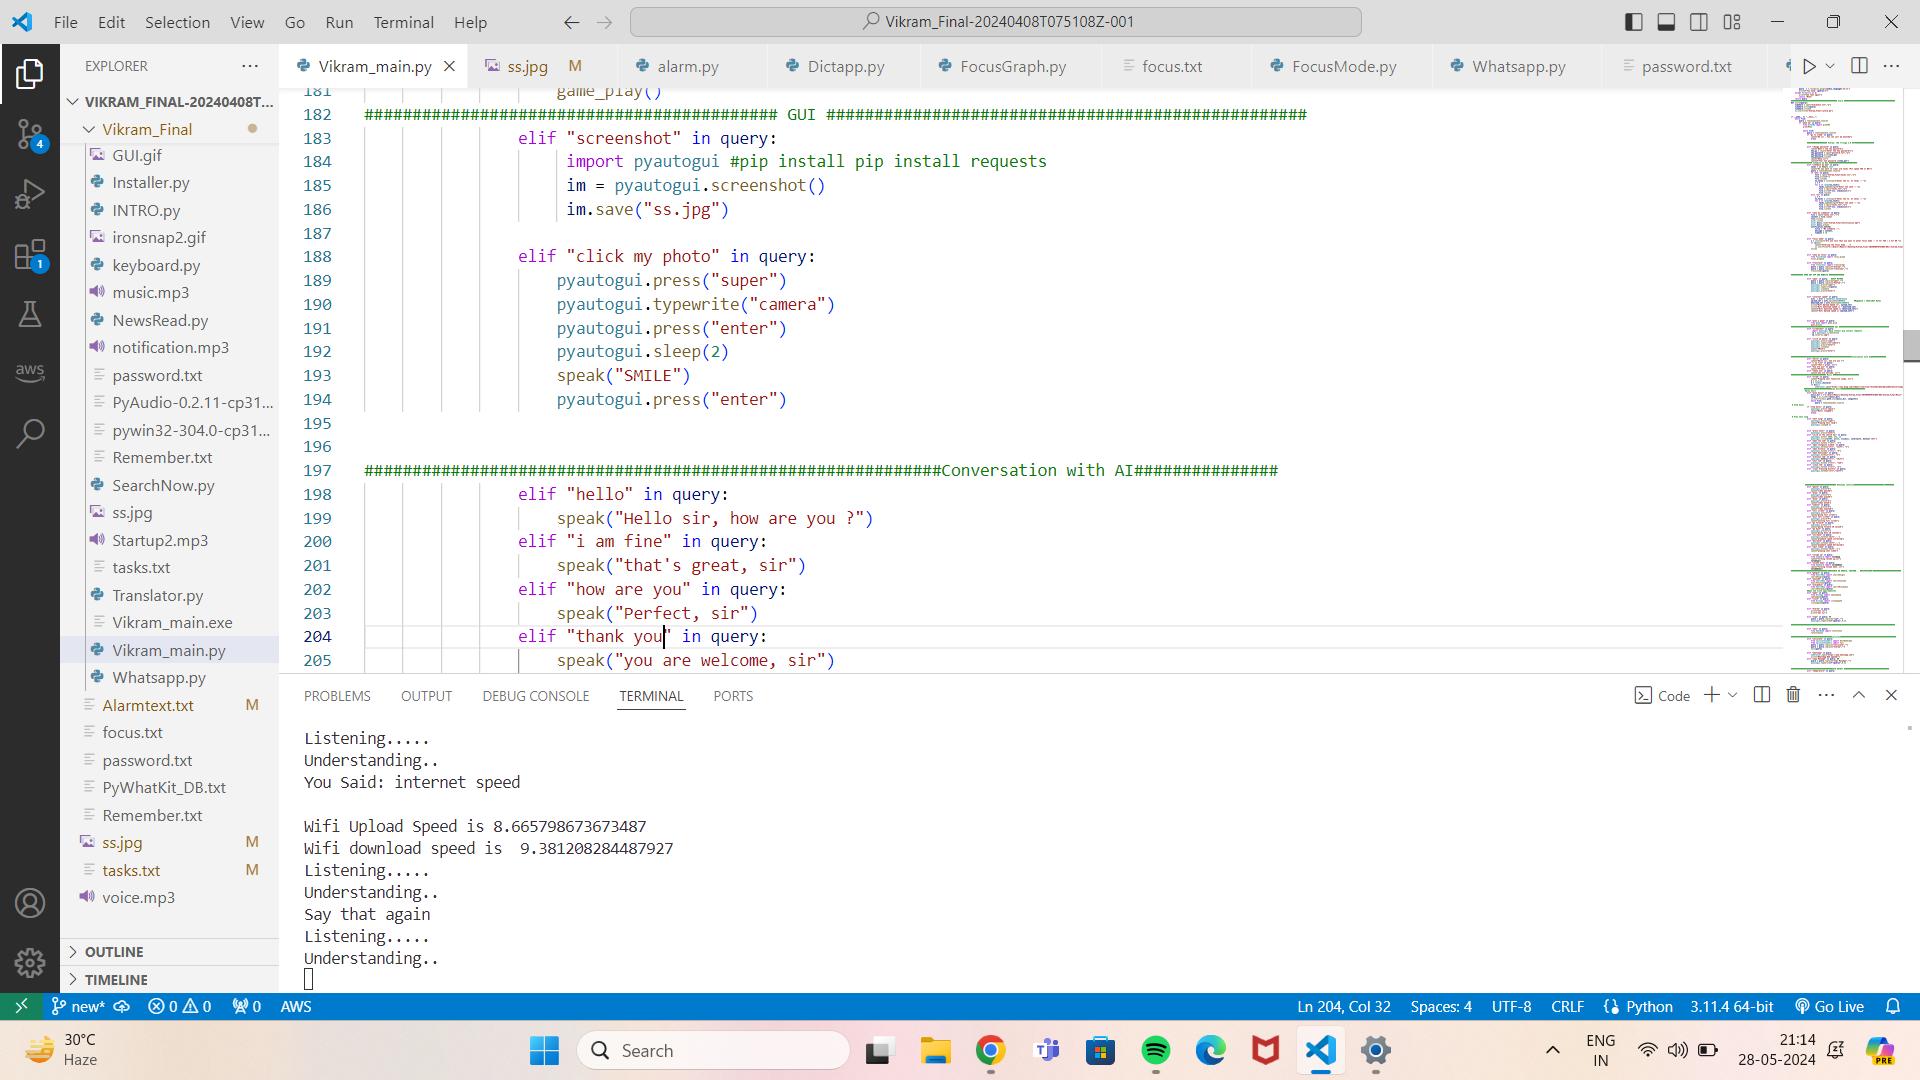 File Edit Selection View Go Run Terminal Help
Vikram_Final-20240408T075108Z-001
EXPLORER
Vikram_main.py
ss.jpg M
alarm.py
Dictapp.py
FocusGraph.py
focus.txt
FocusMode.py
Whatsapp.py
password.txt
VIKRAM_FINAL-20240408T...
Vikram_Final
GUI.gif
Installer.py
INTRO.py
ironsnap2.gif
keyboard.py
music.mp3
NewsRead.py
notification.mp3
password.txt
PyAudio-0.2.11-cp31...
pywin32-304.0-cp31...
Remember.txt
SearchNow.py
ss.jpg
Startup2.mp3
tasks.txt
Translator.py
Vikram_main.exe
Vikram_main.py
Whatsapp.py
Alarmtext.txt M
focus.txt
password.txt
PyWhatKit_DB.txt
Remember.txt
ss.jpg M
tasks.txt M
voice.mp3
OUTLINE
TIMELINE
4
1
aws
181 game_play()
182 ########################################### GUI ##################################################
183 elif "screenshot" in query:
184 import pyautogui #pip install pip install requests
185 im = pyautogui.screenshot()
186 im.save("ss.jpg")
187
188 elif "click my photo" in query:
189 pyautogui.press("super")
190 pyautogui.typewrite("camera")
191 pyautogui.press("enter")
192 pyautogui.sleep(2)
193 speak("SMILE")
194 pyautogui.press("enter")
195
196
197 ############################################################Conversation with AI###############
198 elif "hello" in query:
199 speak("Hello sir, how are you ?")
200 elif "i am fine" in query:
201 speak("that's great, sir")
202 elif "how are you" in query:
203 speak("Perfect, sir")
204 elif "thank you" in query:
205 speak("you are welcome, sir")
PROBLEMS OUTPUT DEBUG CONSOLE TERMINAL PORTS
Code
Listening.....
Understanding..
You Said: internet speed
Wifi Upload Speed is 8.665798673673487
Wifi download speed is  9.381208284487927
Listening.....
Understanding..
Say that again
Listening.....
Understanding..
new* 0 0 0 AWS
Ln 204, Col 32 Spaces: 4 UTF-8 CRLF Python 3.11.4 64-bit Go Live
30°C
Haze
Search
ENG
IN
21:14
28-05-2024
PRE